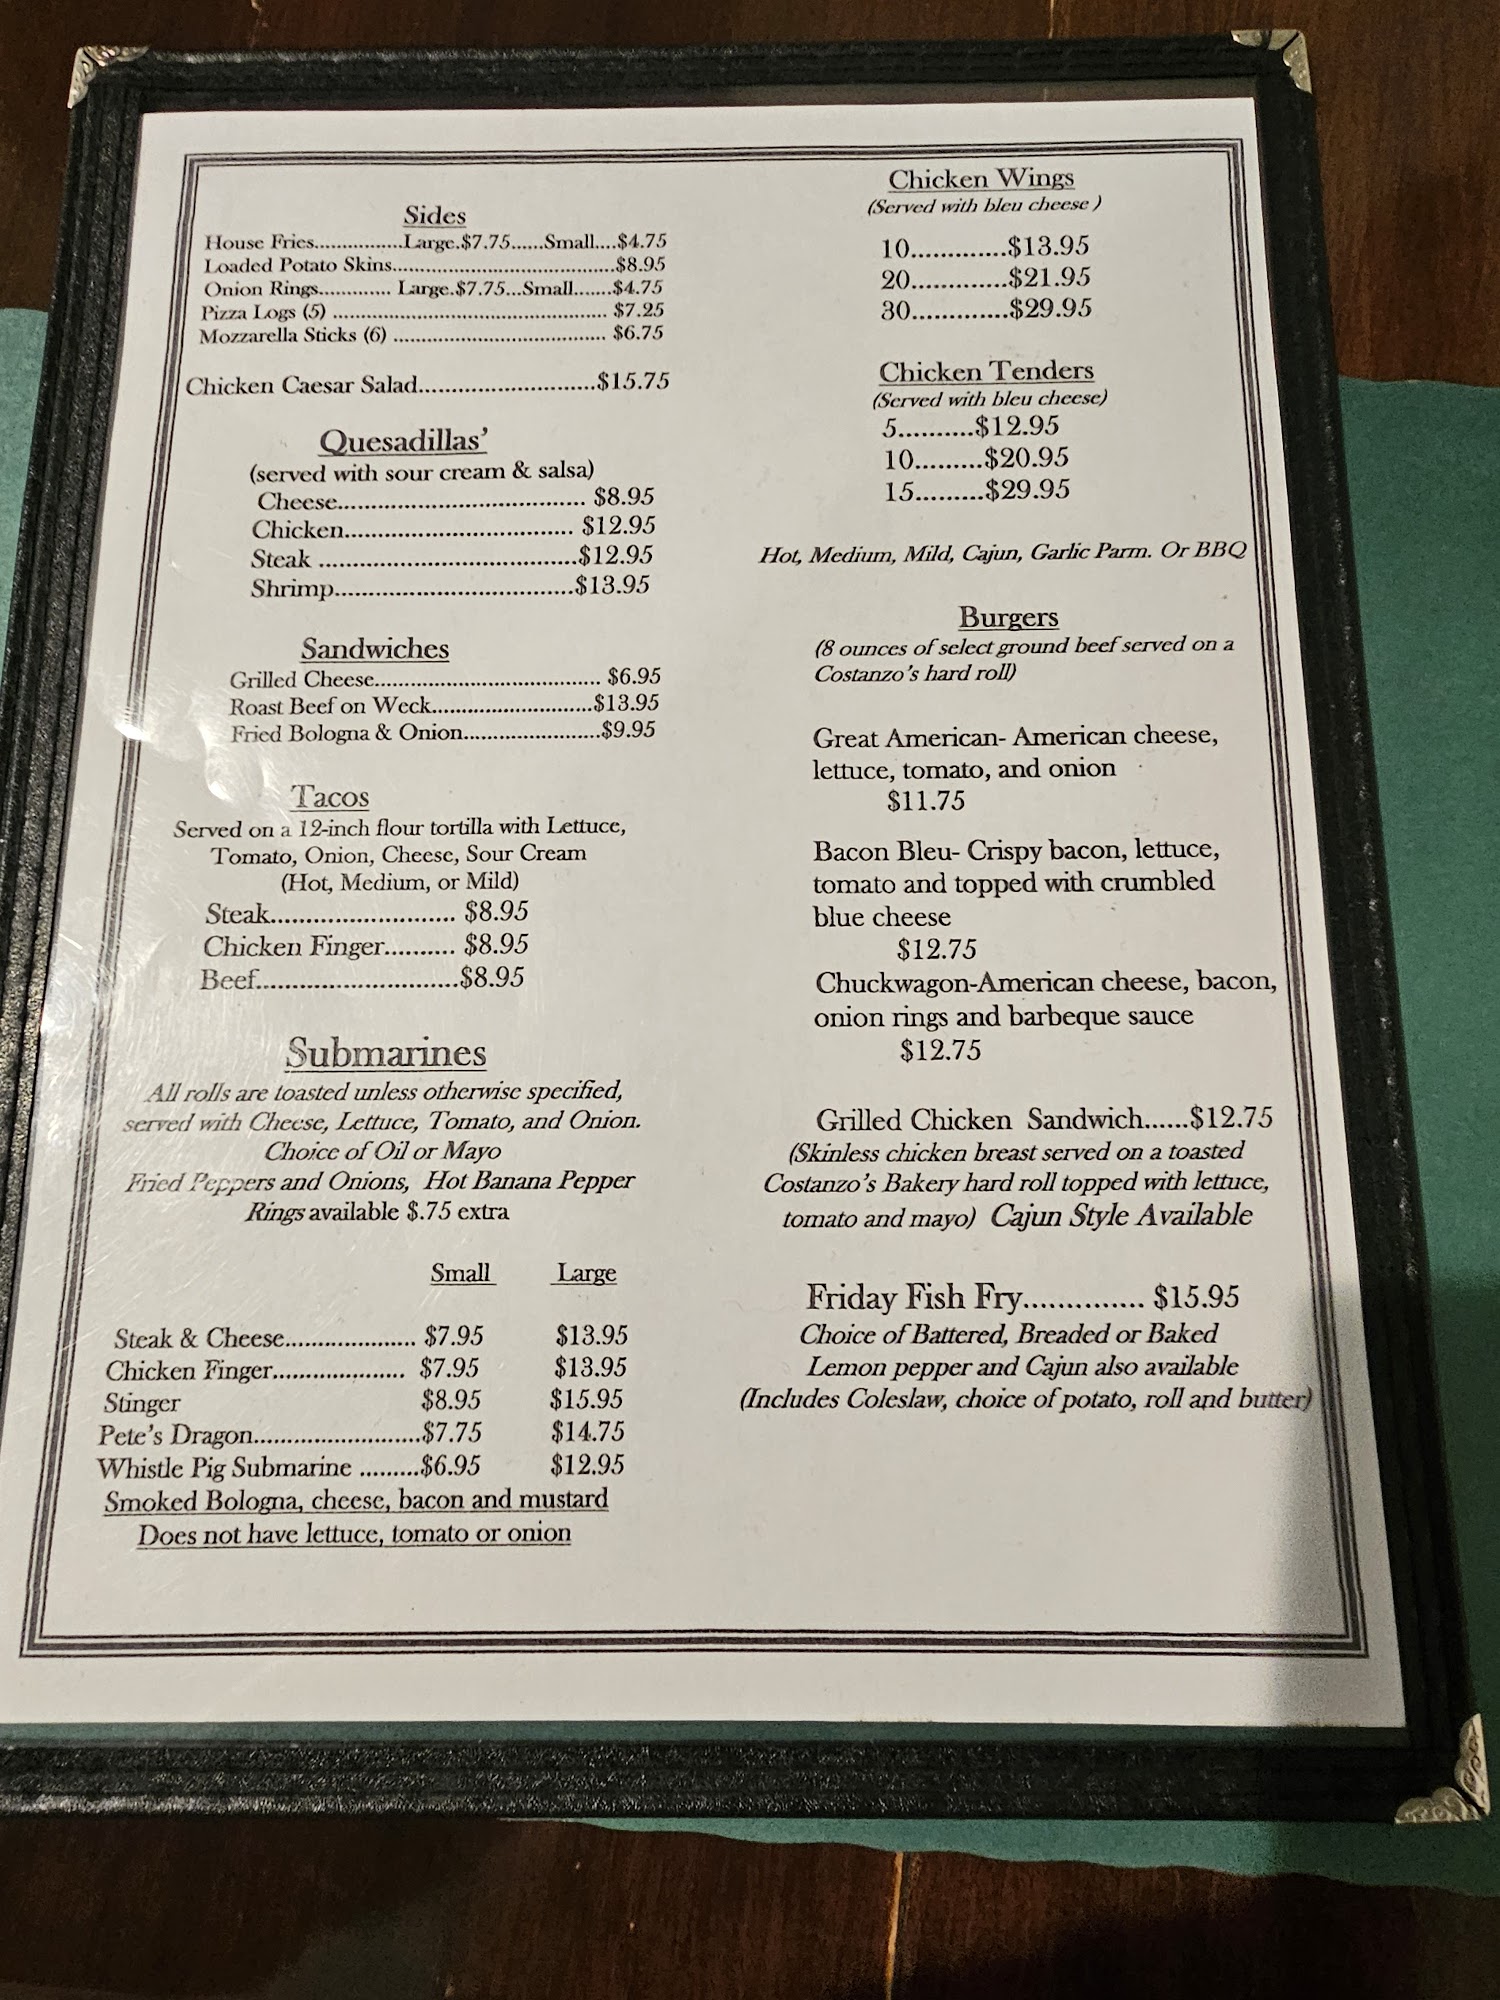 Sides
House Fries................Large.$7.75......Small....$4.75
Loaded Potato Skins.......................................$8.95
Onion Rings............. Large.$7.75...Small.......$4.75
Pizza Logs (5) ................................................ $7.25
Mozzarella Sticks (6) ..................................... $6.75
Chicken Caesar Salad...........................$15.75
Quesadillas'
(served with sour cream & salsa)
Cheese................................... $8.95
Chicken................................. $12.95
Steak .....................................$12.95
Shrimp...................................$13.95
Sandwiches
Grilled Cheese........................................ $6.95
Roast Beef on Weck............................$13.95
Fried Bologna & Onion........................$9.95
Tacos
Served on a 12-inch flour tortilla with Lettuce,
Tomato, Onion, Cheese, Sour Cream
(Hot, Medium, or Mild)
Steak.......................... $8.95
Chicken Finger.......... $8.95
Beef.............................$8.95
Submarines
All rolls are toasted unless otherwise specified,
served with Cheese, Lettuce, Tomato, and Onion.
Choice of Oil or Mayo
Fried Peppers and Onions, Hot Banana Pepper
Rings available $.75 extra
Small Large
Steak & Cheese.................... $7.95 $13.95
Chicken Finger.................... $7.95 $13.95
Stinger $8.95 $15.95
Pete's Dragon.........................$7.75 $14.75
Whistle Pig Submarine .........$6.95 $12.95
Smoked Bologna, cheese, bacon and mustard
Does not have lettuce, tomato or onion
Chicken Wings
(Served with bleu cheese )
10.............$13.95
20.............$21.95
30.............$29.95
Chicken Tenders
(Served with bleu cheese)
5..........$12.95
10.........$20.95
15.........$29.95
Hot, Medium, Mild, Cajun, Garlic Parm. Or BBQ
Burgers
(8 ounces of select ground beef served on a
Costanzo's hard roll)
Great American- American cheese,
lettuce, tomato, and onion
$11.75
Bacon Bleu- Crispy bacon, lettuce,
tomato and topped with crumbled
blue cheese
$12.75
Chuckwagon-American cheese, bacon,
onion rings and barbeque sauce
$12.75
Grilled Chicken Sandwich......$12.75
(Skinless chicken breast served on a toasted
Costanzo's Bakery hard roll topped with lettuce,
tomato and mayo) Cajun Style Available
Friday Fish Fry.............. $15.95
Choice of Battered, Breaded or Baked
Lemon pepper and Cajun also available
(Includes Coleslaw, choice of potato, roll and butter)